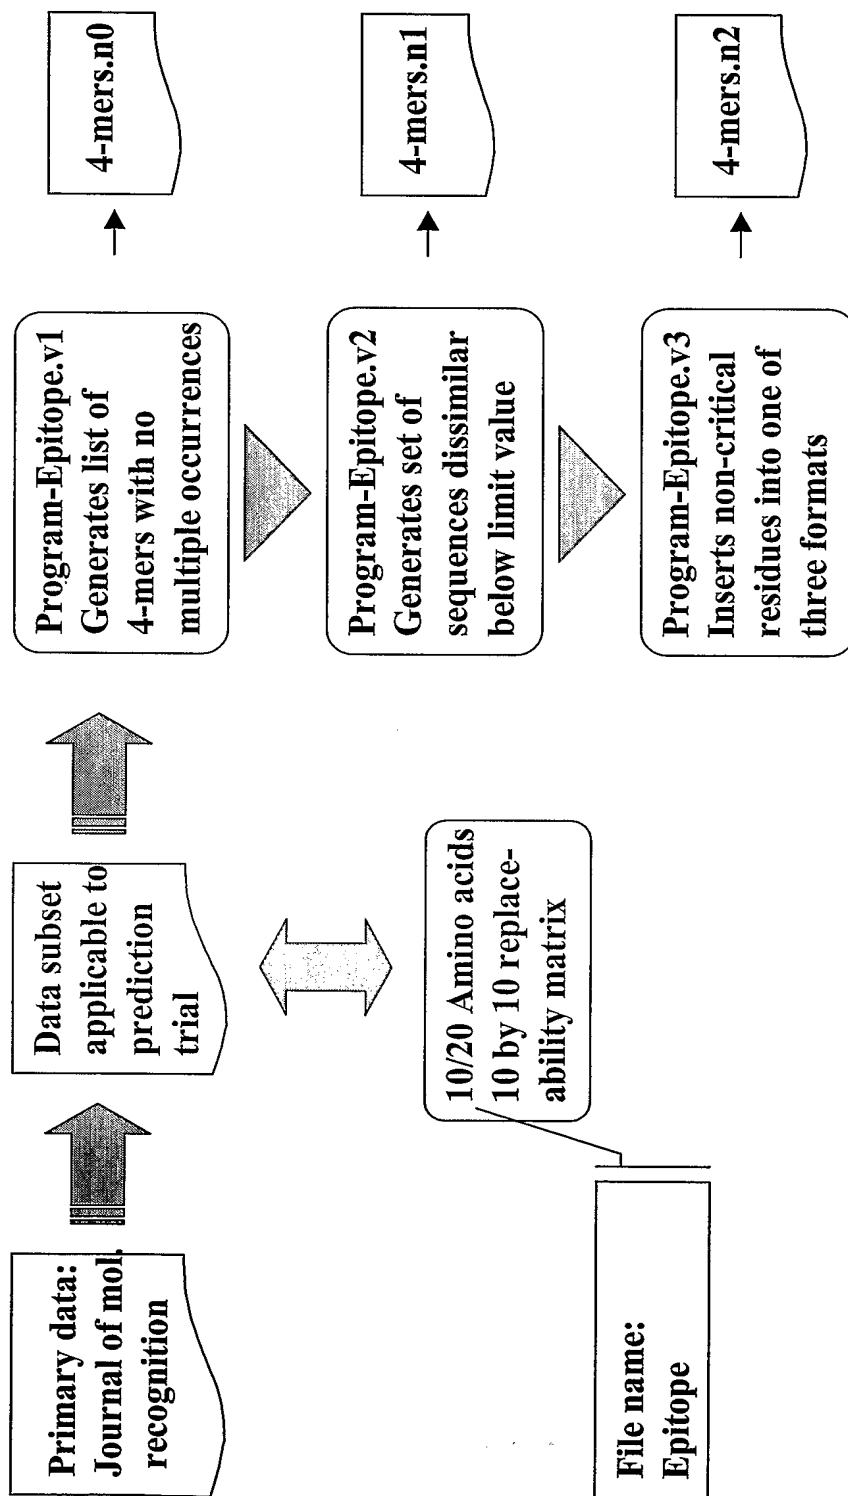 Primary data:
Journal of mol.
recognition
Data subset
applicable to
prediction
trial
Program-Epitope.v1
Generates list of
4-mers with no
multiple occurrences
4-mers.n0
10/20 Amino acids
10 by 10 replace-
ability matrix
Program-Epitope.v2
Generates set of
sequences dissimilar
below limit value
4-mers.n1
File name:
Epitope
Program-Epitope.v3
Inserts non-critical
residues into one of
three formats
4-mers.n2